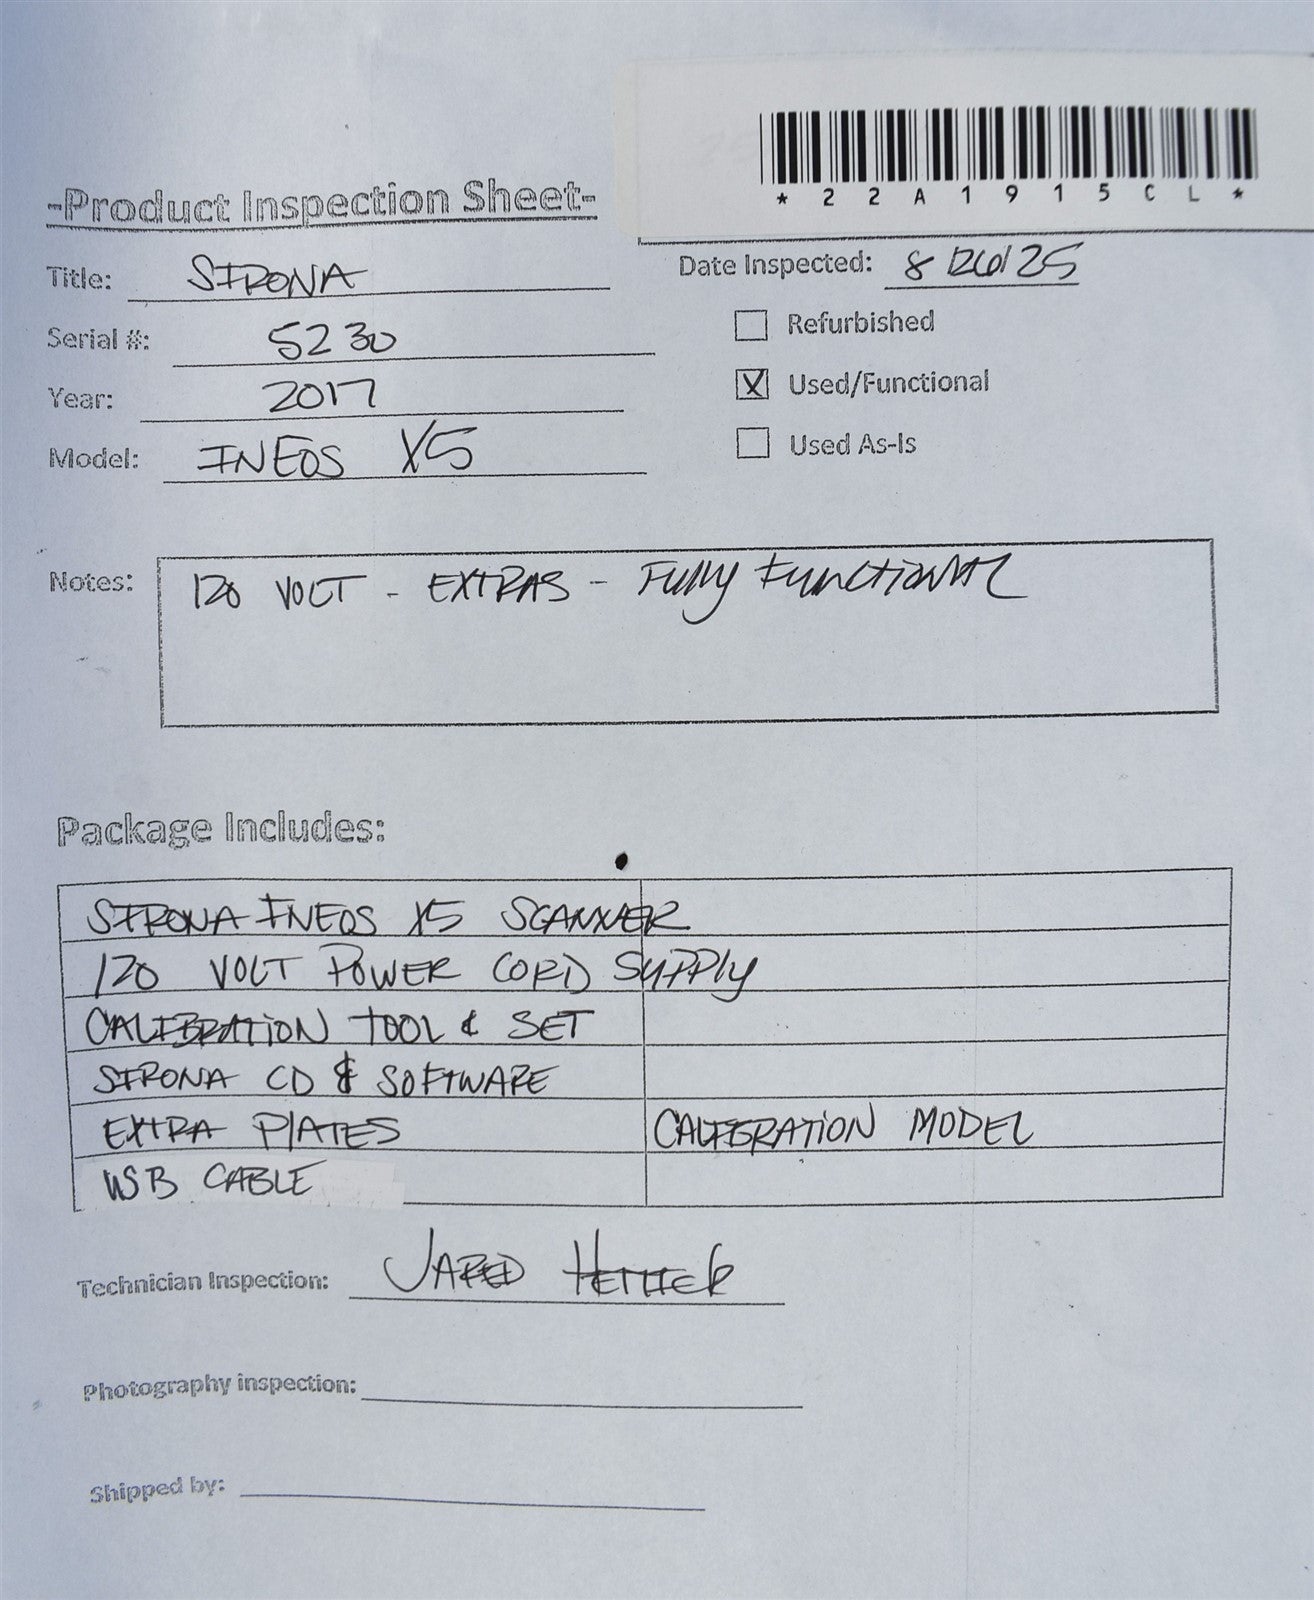 *22A1915CL*
-Product Inspection Sheet-
Title: SIRONA
Date Inspected: 8/26/25
Serial #: 5230
Refurbished
Year: 2017
X Used/Functional
Model: INEOS X5
Used As-Is
Notes: 120 VOLT - EXTRAS - Fully Functional
Package Includes:
SIRONA INEOS X5 SCANNER
120 VOLT POWER CORD SUPPLY
CALIBRATION TOOL & SET
SIRONA CD & SOFTWARE
EXTRA PLATES CALIBRATION MODEL
USB CABLE
Technician Inspection: JARED
Photography inspection:
Shipped by: